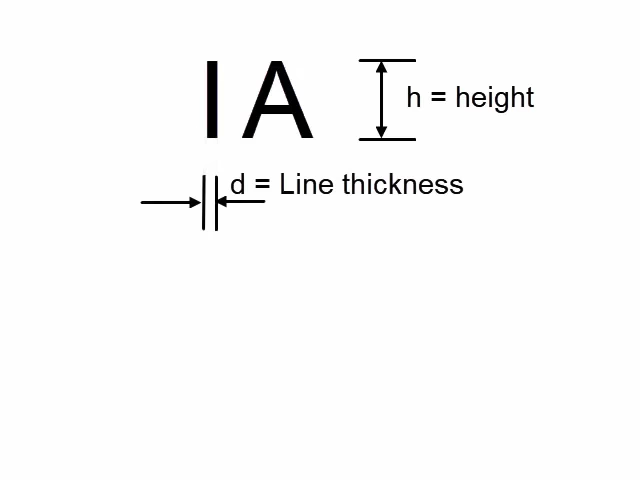 I A
h = height
d = Line thickness